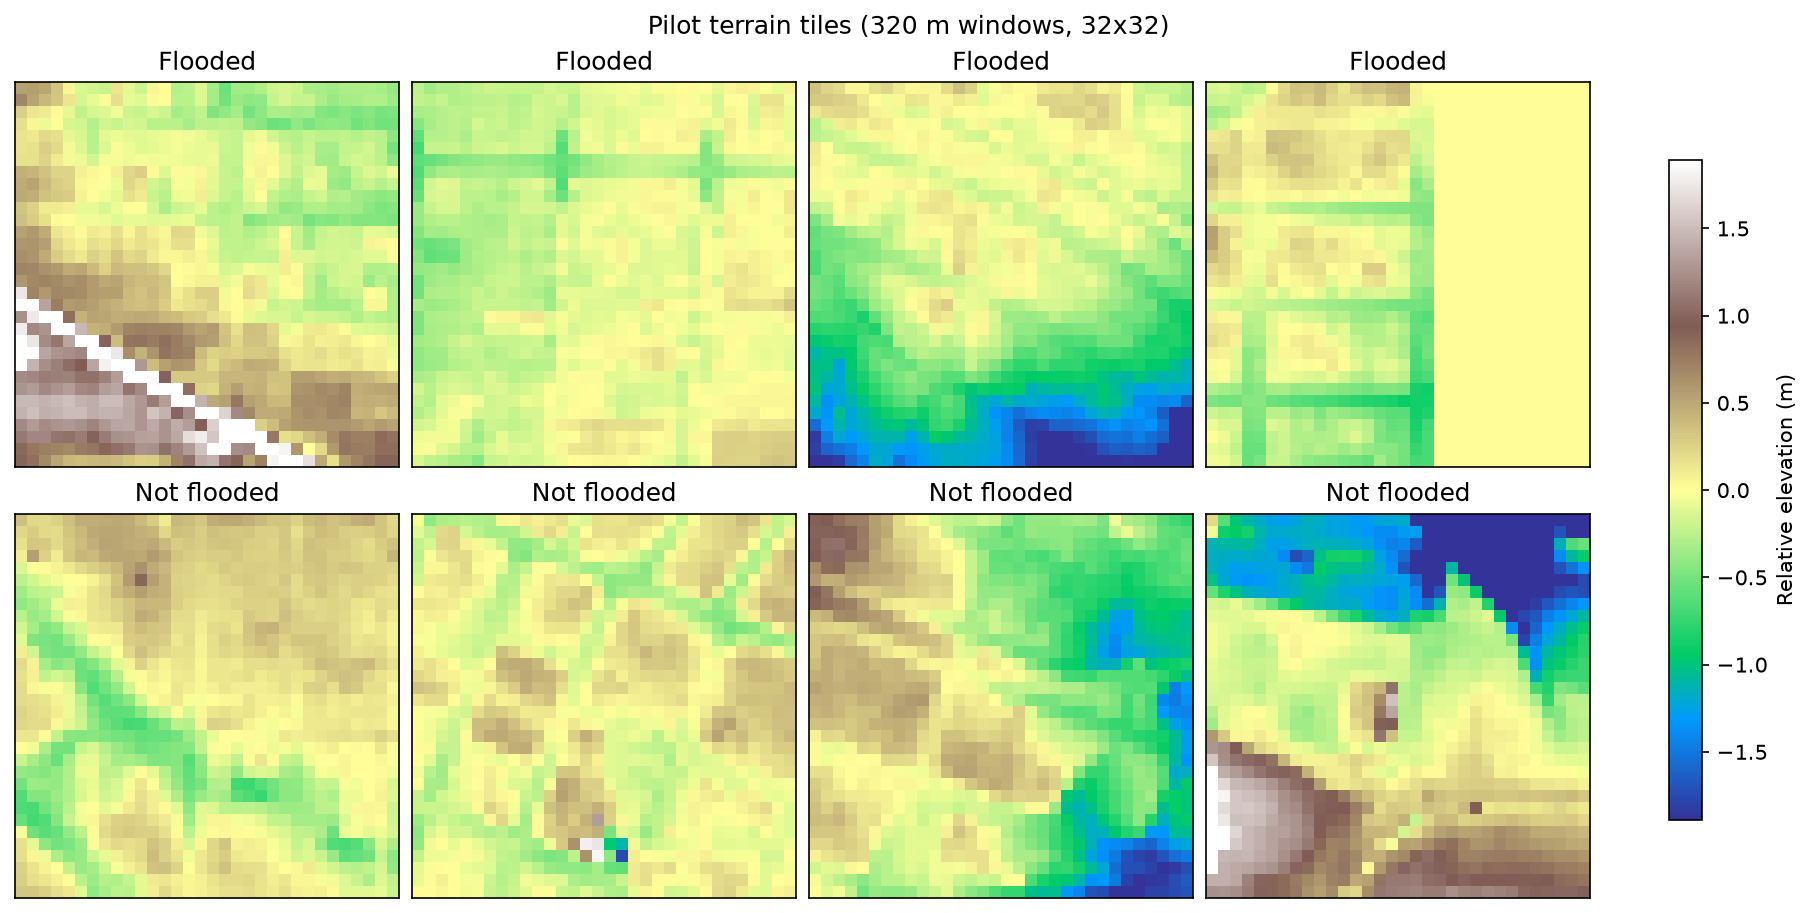 Pilot terrain tiles (320 m windows, 32x32)
Flooded
Flooded
Flooded
Flooded
Not flooded
Not flooded
Not flooded
Not flooded
1.5
1.0
0.5
0.0
−0.5
−1.0
−1.5
Relative elevation (m)